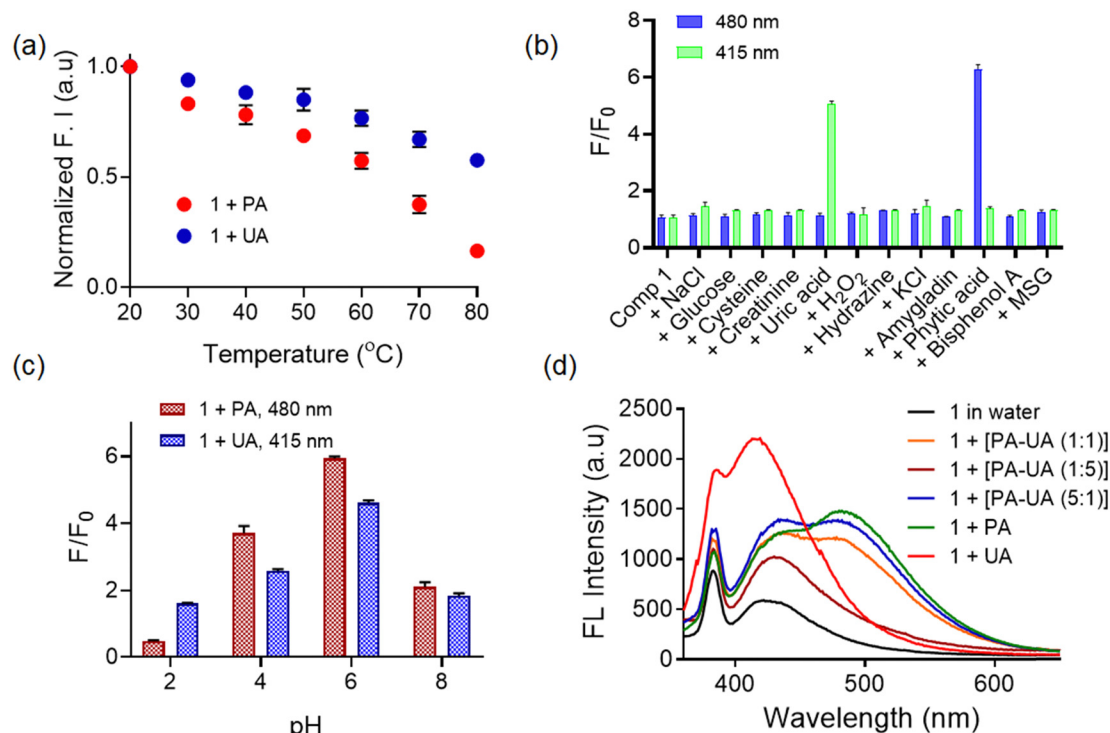 (a)
Normalized F. I (a.u)
1.0
0.5
0.0
20 30 40 50 60 70 80
Temperature (°C)
1 + PA
1 + UA
(b)
480 nm
415 nm
F/F₀
8
6
4
2
0
Comp 1
+ NaCl
+ Glucose
+ Cysteine
+ Creatinine
+ Uric acid
+ H₂O₂
+ Hydrazine
+ KCl
+ Amygladin
+ Phytic acid
+ Bisphenol A
+ MSG
(c)
1 + PA, 480 nm
1 + UA, 415 nm
F/F₀
6
4
2
0
2 4 6 8
pH
(d)
FL Intensity (a.u)
2500
2000
1500
1000
500
0
400 500 600
Wavelength (nm)
1 in water
1 + [PA-UA (1:1)]
1 + [PA-UA (1:5)]
1 + [PA-UA (5:1)]
1 + PA
1 + UA